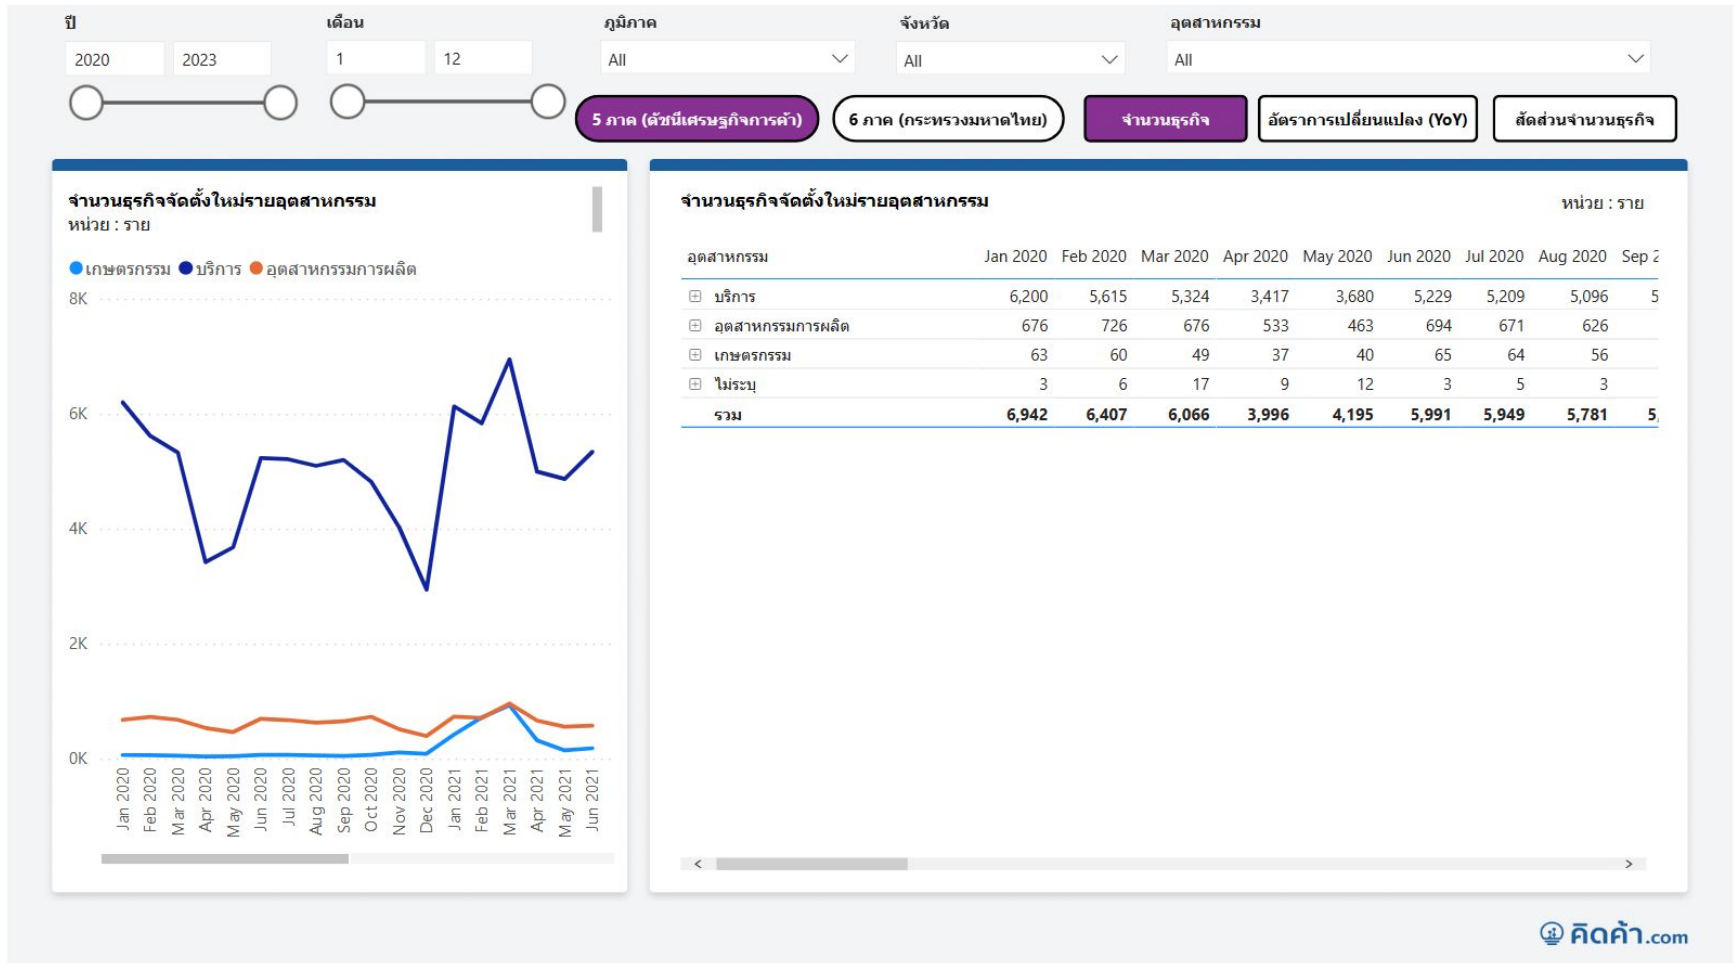 ปี เดือน ภูมิภาค จังหวัด อุตสาหกรรม
2020 2023 1 12 All All All
5 ภาค (ดัชนีเศรษฐกิจการค้า) 6 ภาค (กระทรวงมหาดไทย) จำนวนธุรกิจ อัตราการเปลี่ยนแปลง (YoY) สัดส่วนจำนวนธุรกิจ
จำนวนธุรกิจจัดตั้งใหม่รายอุตสาหกรรม
หน่วย : ราย
เกษตรกรรม บริการ อุตสาหกรรมการผลิต
8K
6K
4K
2K
0K
Jan 2020 Feb 2020 Mar 2020 Apr 2020 May 2020 Jun 2020 Jul 2020 Aug 2020 Sep 2020 Oct 2020 Nov 2020 Dec 2020 Jan 2021 Feb 2021 Mar 2021 Apr 2021 May 2021 Jun 2021
จำนวนธุรกิจจัดตั้งใหม่รายอุตสาหกรรม หน่วย : ราย
อุตสาหกรรม Jan 2020 Feb 2020 Mar 2020 Apr 2020 May 2020 Jun 2020 Jul 2020 Aug 2020 Sep 2
บริการ 6,200 5,615 5,324 3,417 3,680 5,229 5,209 5,096 5
อุตสาหกรรมการผลิต 676 726 676 533 463 694 671 626
เกษตรกรรม 63 60 49 37 40 65 64 56
ไม่ระบุ 3 6 17 9 12 3 5 3
รวม 6,942 6,407 6,066 3,996 4,195 5,991 5,949 5,781 5,
คิดค้า.com